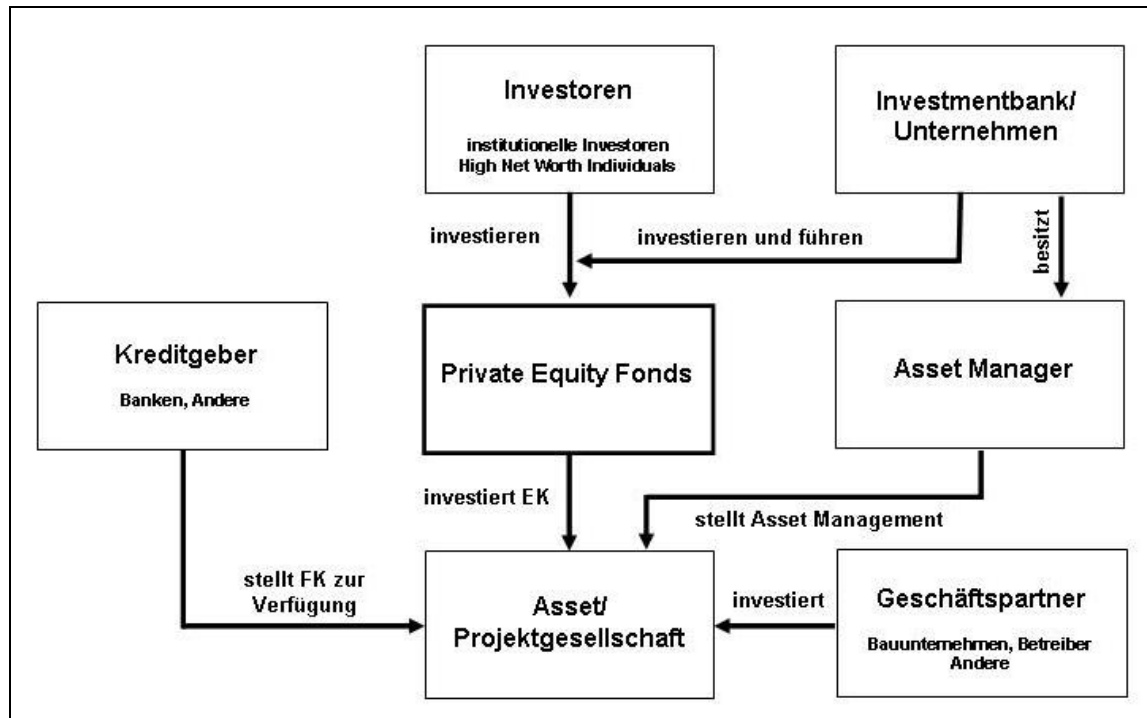 Investoren
institutionelle Investoren
High Net Worth Individuals
Investmentbank/
Unternehmen
investieren
investieren und führen
besitzt
Kreditgeber
Banken, Andere
Private Equity Fonds
Asset Manager
investiert EK
stellt Asset Management
stellt FK zur
Verfügung
Asset/
Projektgesellschaft
investiert
Geschäftspartner
Bauunternehmen, Betreiber
Andere